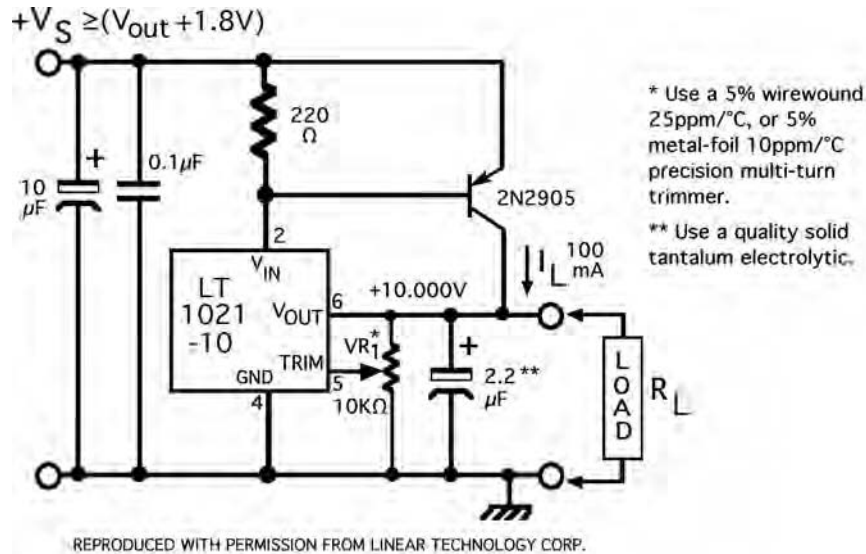 +VS ≥(Vout +1.8V)
220
Ω
+
0.1µF
10
µF
2N2905
2
VIN
LT
1021
-10
VOUT
6
+10.000V
IL 100
mA
TRIM
5
VR1*
10KΩ
GND
4
+
2.2 **
µF
LOAD
RL
* Use a 5% wirewound
25ppm/°C, or 5%
metal-foil 10ppm/°C
precision multi-turn
trimmer.
** Use a quality solid
tantalum electrolytic.
REPRODUCED WITH PERMISSION FROM LINEAR TECHNOLOGY CORP.